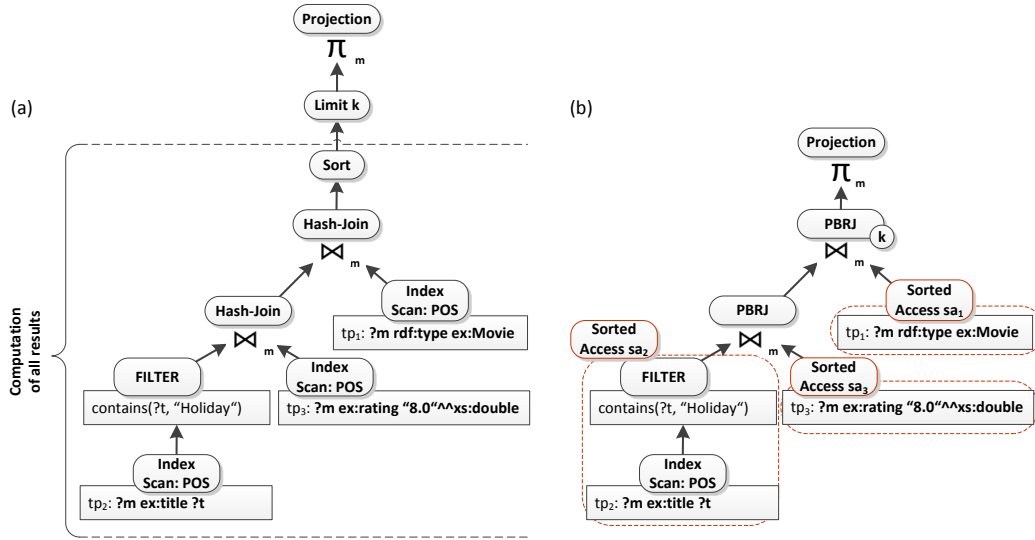 (a)
Projection
π m
Limit k
Sort
Hash-Join
⋈ m
Index
Scan: POS
tp1: ?m rdf:type ex:Movie
Hash-Join
⋈ m
Computation
of all results
FILTER
contains(?t, “Holiday“)
Index
Scan: POS
tp3: ?m ex:rating “8.0“^^xs:double
Index
Scan: POS
tp2: ?m ex:title ?t
(b)
Projection
π m
PBRJ
k
⋈ m
Sorted
Access sa1
tp1: ?m rdf:type ex:Movie
PBRJ
⋈ m
Sorted
Access sa2
FILTER
contains(?t, “Holiday“)
Sorted
Access sa3
tp3: ?m ex:rating “8.0“^^xs:double
Index
Scan: POS
tp2: ?m ex:title ?t